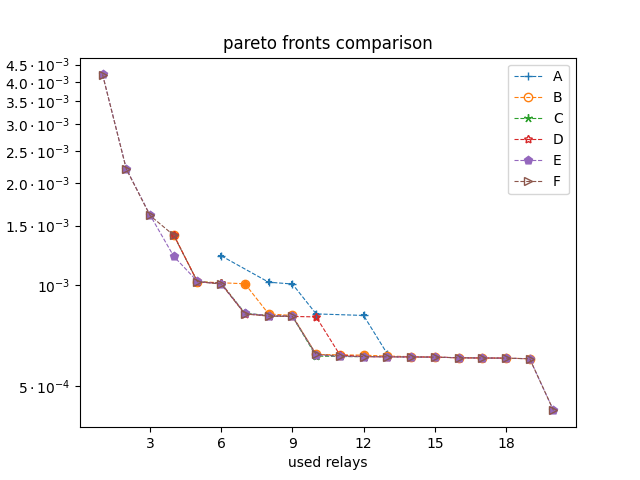 pareto fronts comparison
4.5·10⁻³
4.0·10⁻³
3.5·10⁻³
3.0·10⁻³
2.5·10⁻³
2.0·10⁻³
1.5·10⁻³
10⁻³
5·10⁻⁴
A
B
C
D
E
F
3 6 9 12 15 18
used relays